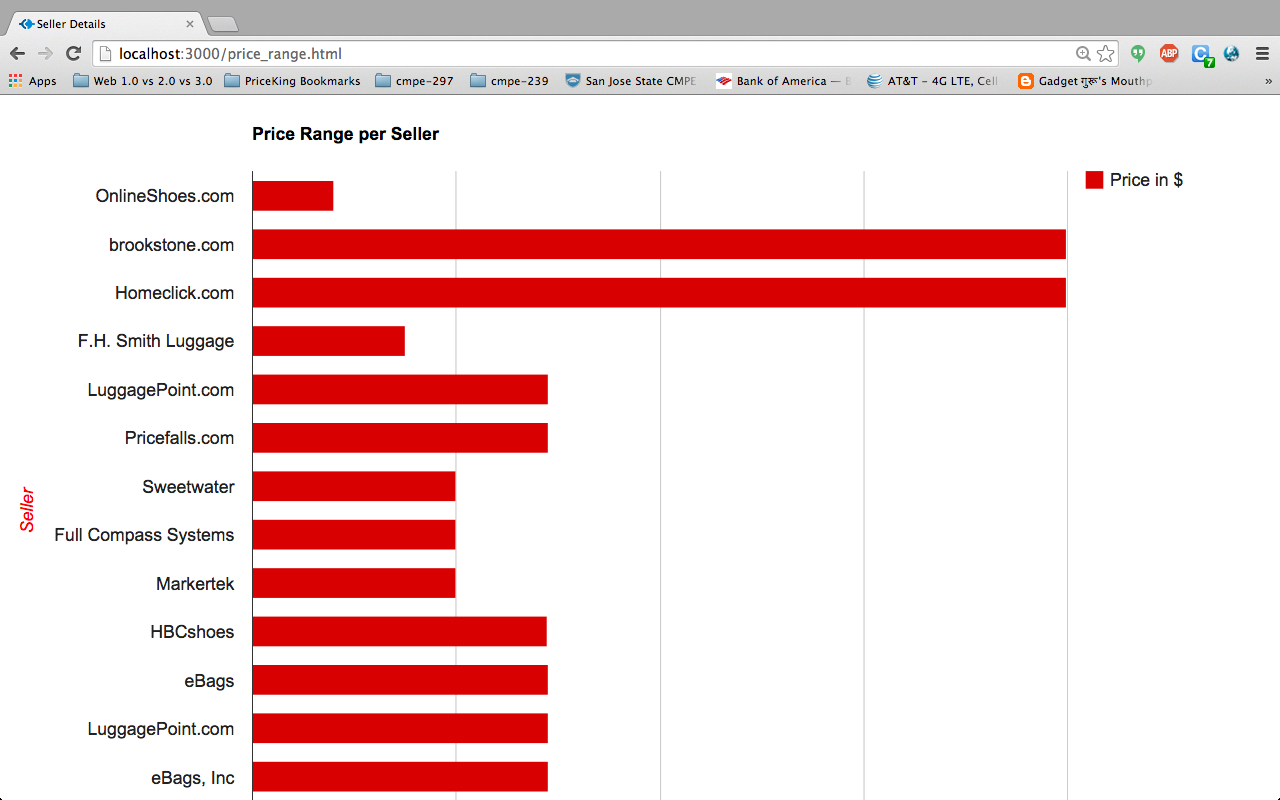 Seller Details
localhost:3000/price_range.html
Apps
Web 1.0 vs 2.0 vs 3.0
PriceKing Bookmarks
cmpe-297
cmpe-239
San Jose State CMPE
Bank of America —
AT&T - 4G LTE, Cell
Gadget गुरू's Mouthp
»
ABP
7
Price Range per Seller
Price in $
OnlineShoes.com
brookstone.com
Homeclick.com
F.H. Smith Luggage
LuggagePoint.com
Pricefalls.com
Sweetwater
Seller
Full Compass Systems
Markertek
HBCshoes
eBags
LuggagePoint.com
eBags, Inc